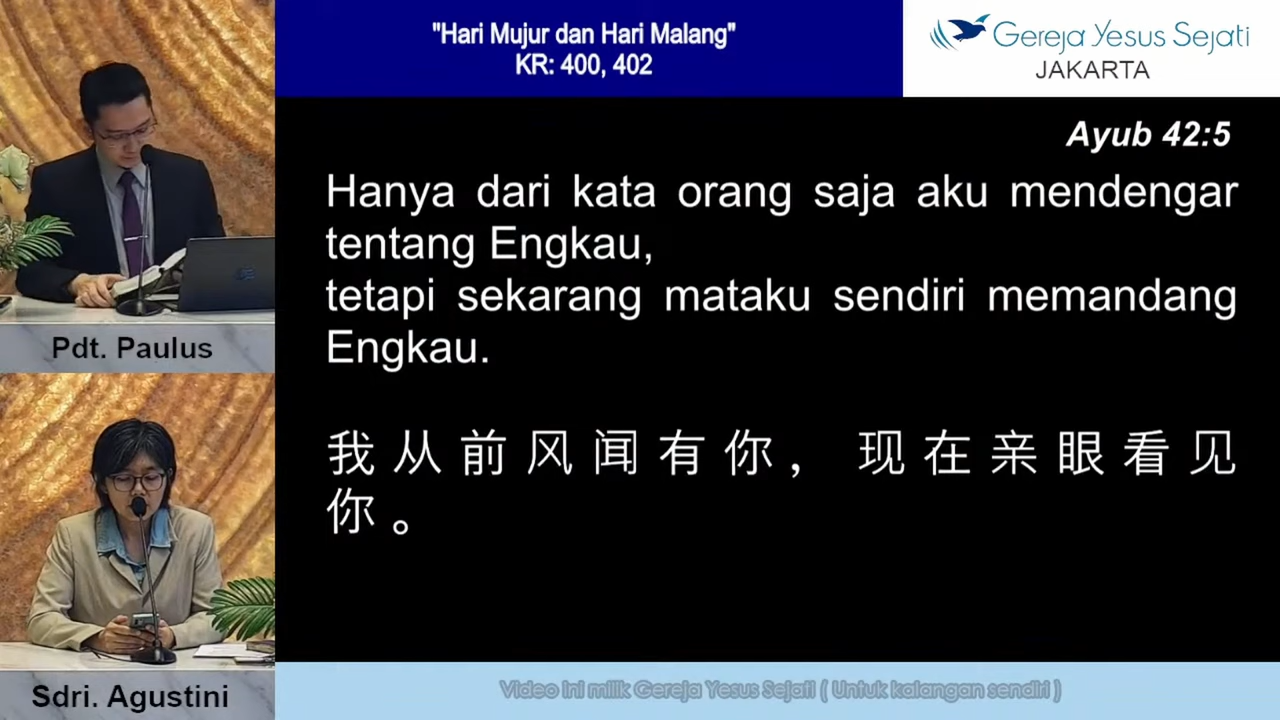 "Hari Mujur dan Hari Malang"
KR: 400, 402
Gereja Yesus Sejati
JAKARTA
Ayub 42:5
Hanya dari kata orang saja aku mendengar
tentang Engkau,
tetapi sekarang mataku sendiri memandang
Engkau.
我从前风闻有你，现在亲眼看见
你。
Pdt. Paulus
Sdri. Agustini
Video ini milik Gereja Yesus Sejati ( Untuk kalangan sendiri )